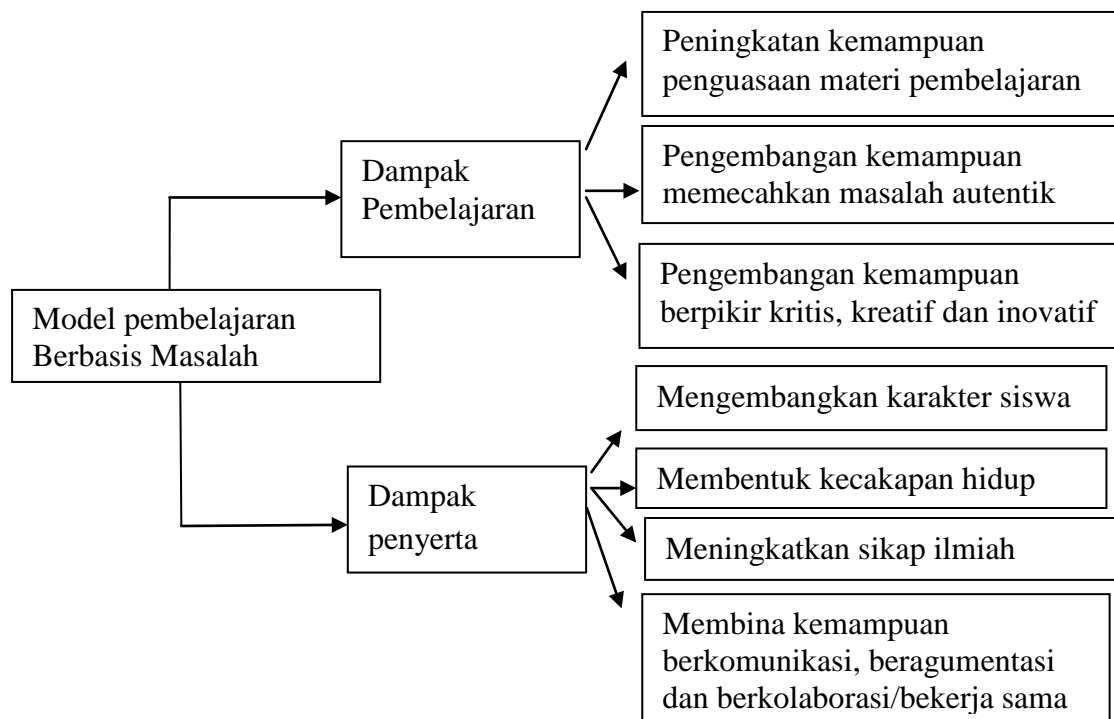 Peningkatan kemampuan
penguasaan materi pembelajaran
Dampak
Pembelajaran
Pengembangan kemampuan
memecahkan masalah autentik
Pengembangan kemampuan
berpikir kritis, kreatif dan inovatif
Model pembelajaran
Berbasis Masalah
Mengembangkan karakter siswa
Dampak
penyerta
Membentuk kecakapan hidup
Meningkatkan sikap ilmiah
Membina kemampuan
berkomunikasi, beragumentasi
dan berkolaborasi/bekerja sama